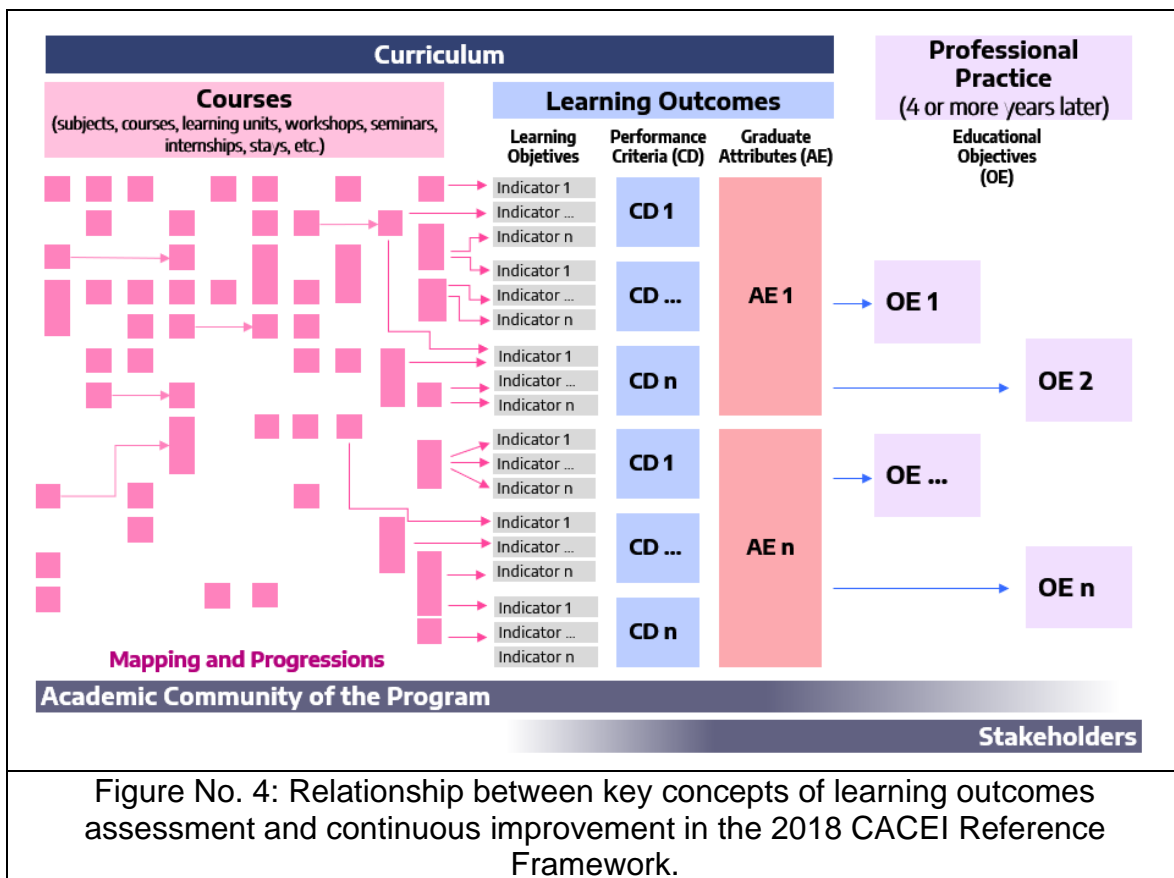 Curriculum
Professional
Practice
(4 or more years later)
Courses
(subjects, courses, learning units, workshops, seminars,
internships, stays, etc.)
Learning Outcomes
Learning
Objetives
Performance
Criteria (CD)
Graduate
Attributes (AE)
Educational
Objectives
(OE)
Indicator 1
Indicator ...
Indicator n
CD 1
Indicator 1
Indicator ...
Indicator n
CD ...
Indicator 1
Indicator ...
Indicator n
CD n
AE 1
OE 1
OE 2
Indicator 1
Indicator ...
Indicator n
CD 1
Indicator 1
Indicator ...
Indicator n
CD ...
Indicator 1
Indicator ...
Indicator n
CD n
AE n
OE ...
OE n
Mapping and Progressions
Academic Community of the Program
Stakeholders
Figure No. 4: Relationship between key concepts of learning outcomes
assessment and continuous improvement in the 2018 CACEI Reference
Framework.